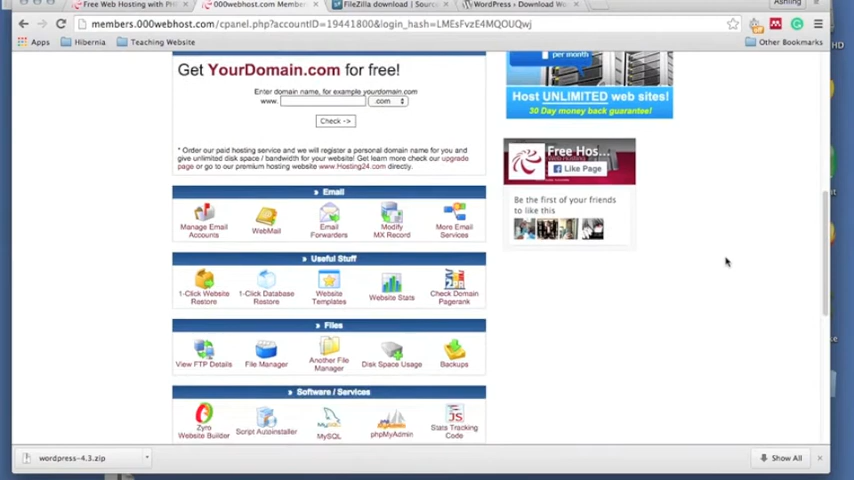 Ashling
Free Web Hosting with PH
000webhost.com Membe
FileZilla download | Sourc
WordPress › Download Wo
members.000webhost.com/cpanel.php?accountID=19441800&login_hash=LMEsFvzE4MQOUQwj
Apps
Hibernia
Teaching Website
Other Bookmarks
Get YourDomain.com for free!
Enter domain name, for example yourdomain.com
www.
.com
Check ->
* Order our paid hosting service and we will register a personal domain name for you and
give unlimited disk space / bandwidth for your website! Get learn more check our upgrade
page or go to our premium hosting website www.Hosting24.com directly.
per month
Host UNLIMITED web sites!
30 Day money back guarantee!
Free Hos...
Like Page
Be the first of your friends
to like this
» Email
Manage Email
Accounts
WebMail
Email
Forwarders
Modify
MX Record
More Email
Services
» Useful Stuff
1-Click Website
Restore
1-Click Database
Restore
Website
Templates
Website Stats
Check Domain
Pagerank
» Files
View FTP Details
File Manager
Another File
Manager
Disk Space Usage
Backups
» Software / Services
Zyro
Website Builder
Script Autoinstaller
MySQL
phpMyAdmin
Stats Tracking
Code
wordpress-4.3.zip
Show All
HD